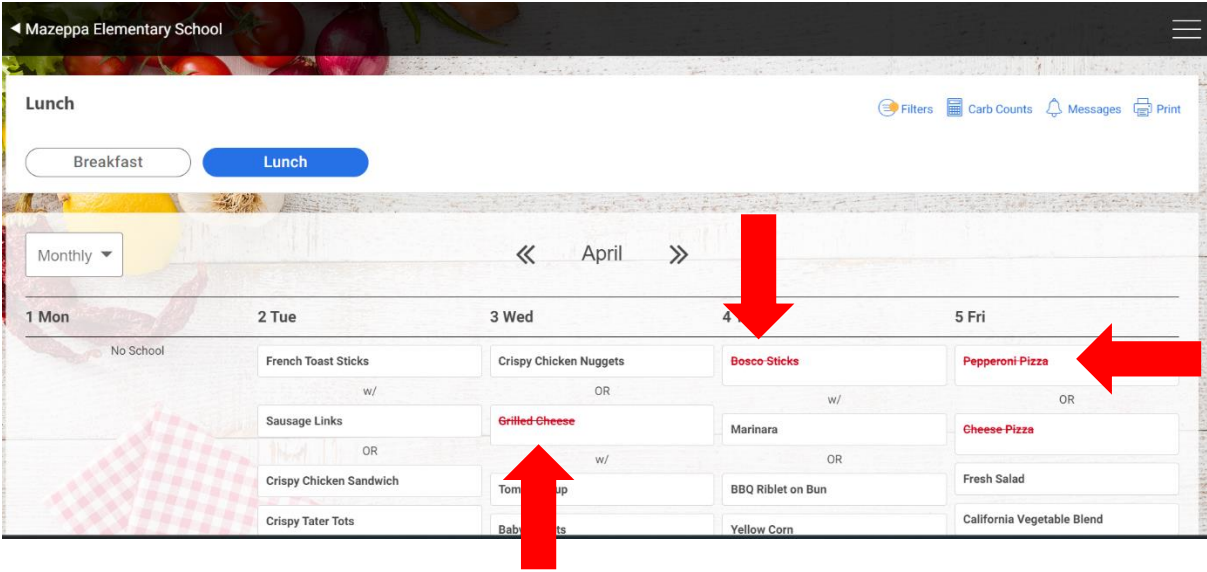 Mazeppa Elementary School
Lunch
Filters Carb Counts Messages Print
Breakfast Lunch
Monthly
April
1 Mon 2 Tue 3 Wed 4 5 Fri
No School
French Toast Sticks
w/
Sausage Links
OR
Crispy Chicken Sandwich
Crispy Tater Tots
Crispy Chicken Nuggets
OR
Grilled Cheese
w/
Bosco Sticks
w/
Marinara
OR
BBQ Riblet on Bun
Yellow Corn
Pepperoni Pizza
OR
Cheese Pizza
Fresh Salad
California Vegetable Blend